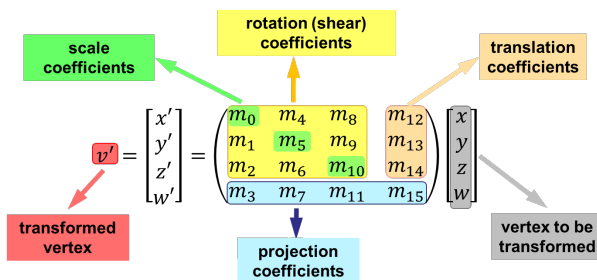 rotation (shear)
coefficients
scale
coefficients
translation
coefficients
v′ = [x′ y′ z′ w′] = (m₀ m₄ m₈ m₁₂
m₁ m₅ m₉ m₁₃
m₂ m₆ m₁₀ m₁₄
m₃ m₇ m₁₁ m₁₅) [x y z w]
transformed
vertex
projection
coefficients
vertex to be
transformed